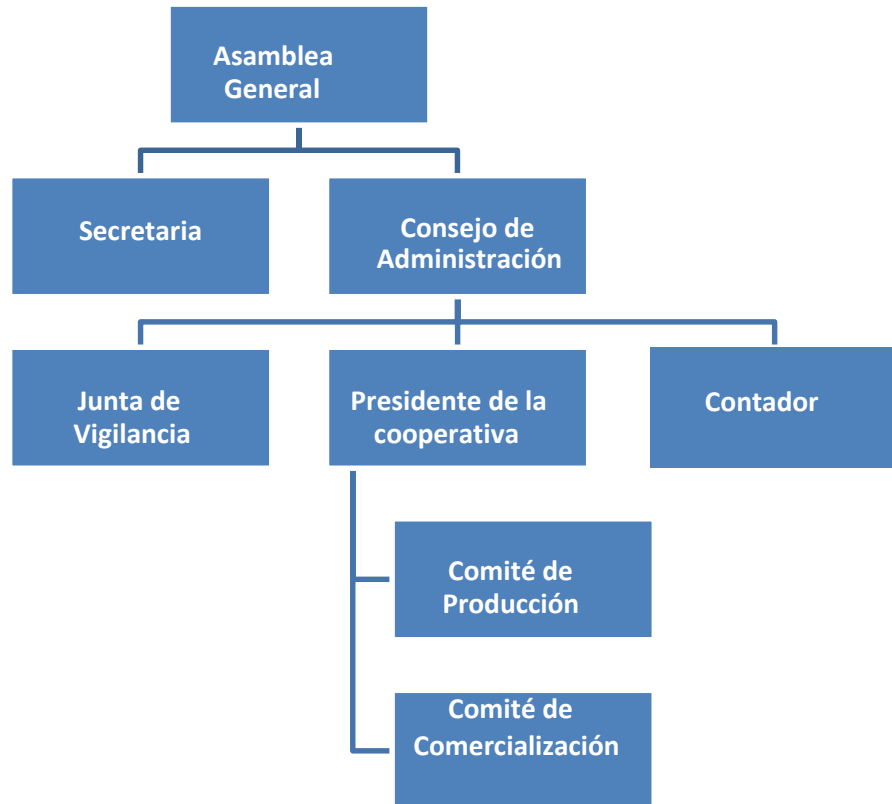 Asamblea
General
Secretaria
Consejo de
Administración
Junta de
Vigilancia
Presidente de la
cooperativa
Contador
Comité de
Producción
Comité de
Comercialización